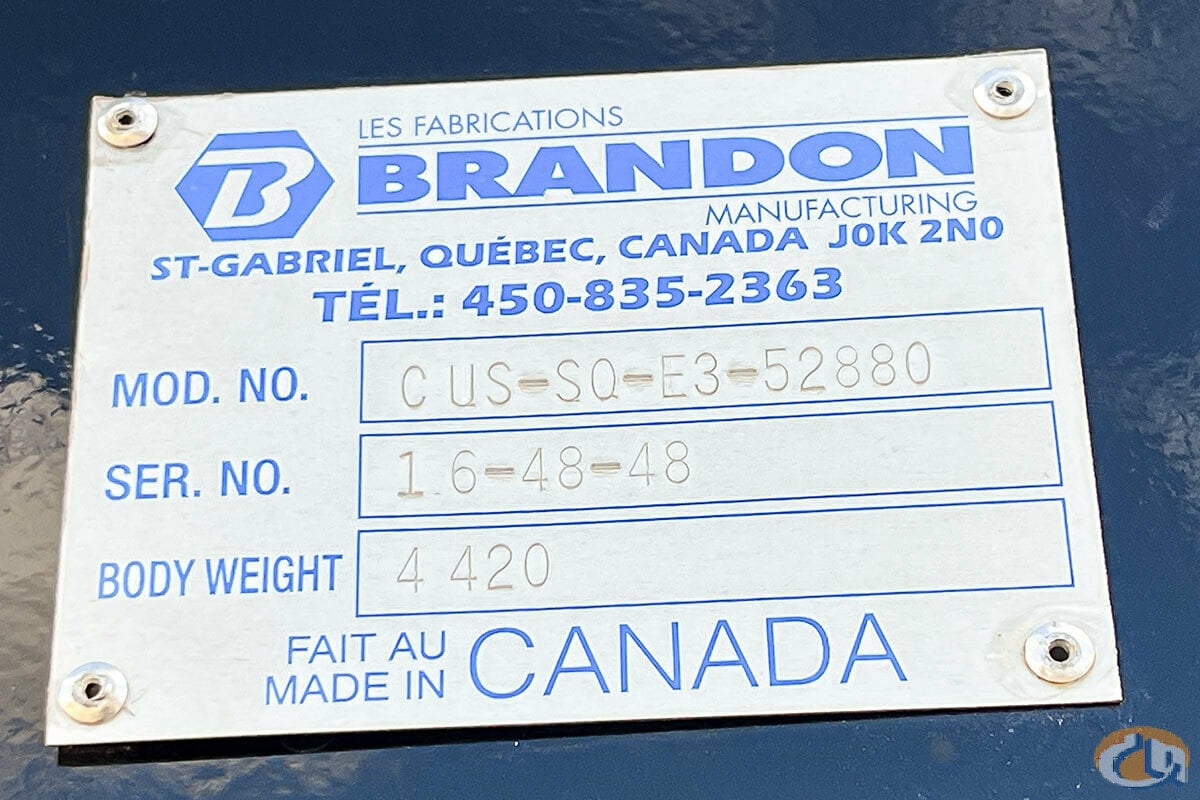 LES FABRICATIONS
B BRANDON
MANUFACTURING
ST-GABRIEL, QUÉBEC, CANADA J0K 2N0
TÉL.: 450-835-2363
MOD. NO. CUS-SQ-E3-52880
SER. NO. 16-48-48
BODY WEIGHT 4420
FAIT AU
MADE IN CANADA